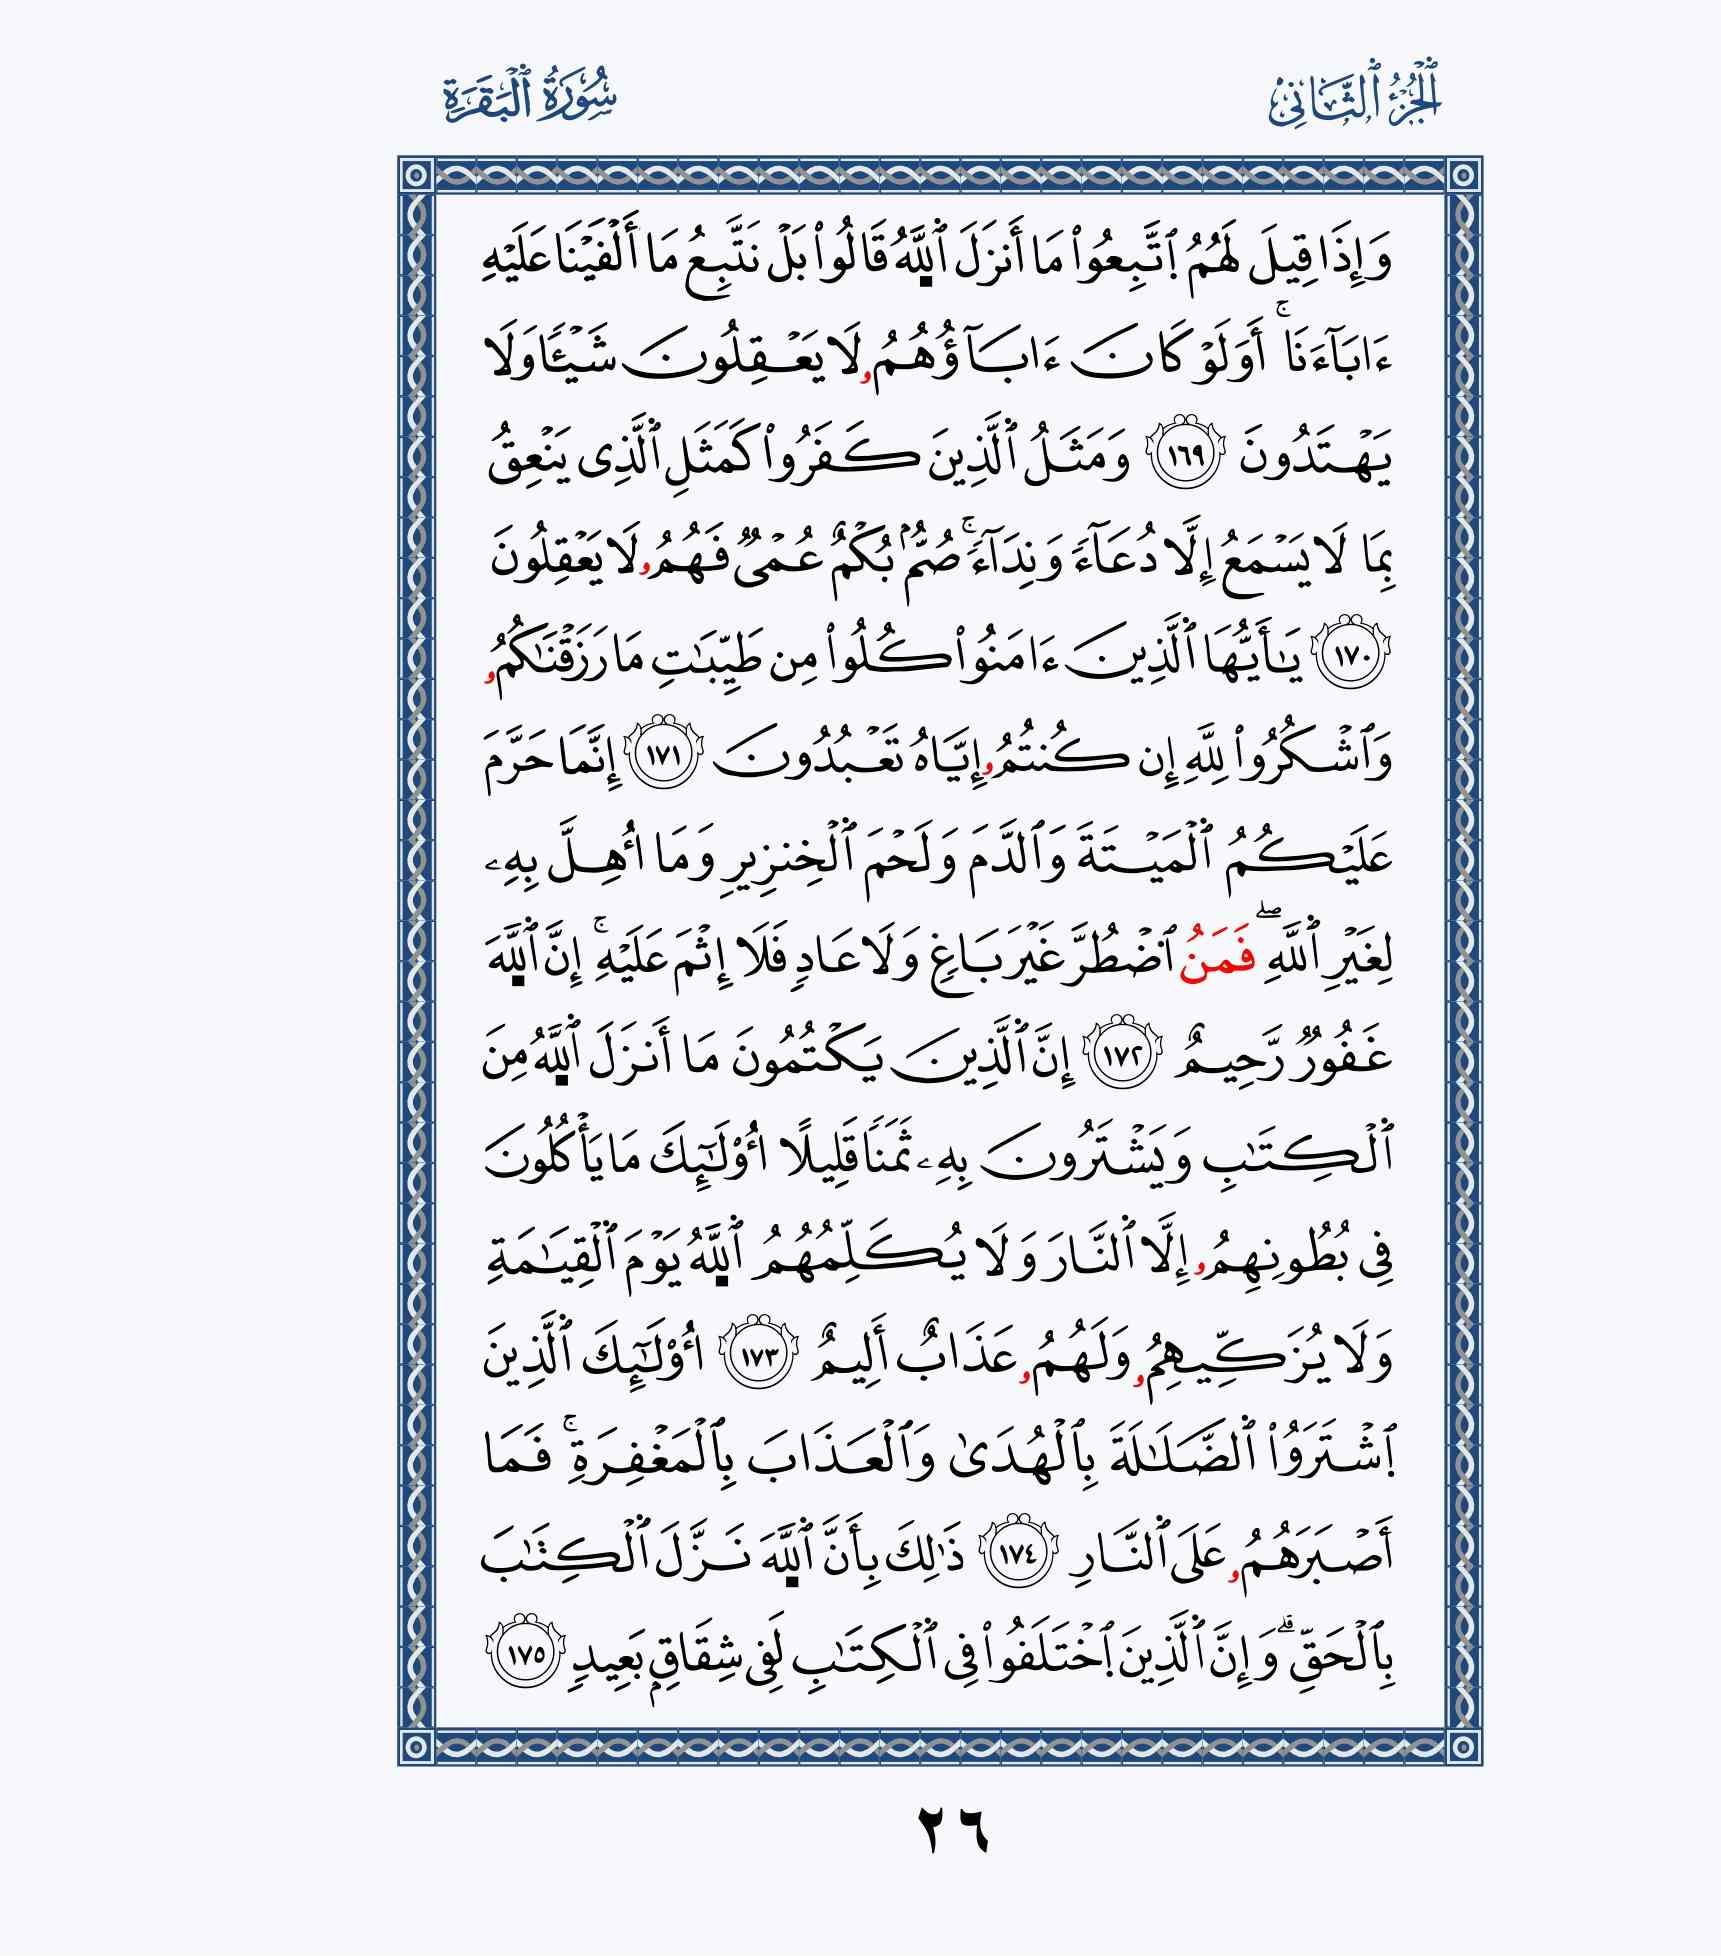 ٱلْجُزْءُ ٱلثَّانِى
سُورَةُ ٱلْبَقَرَةِ
وَإِذَا قِيلَ لَهُمُ ٱتَّبِعُوا۟ مَا أَنزَلَ ٱللَّهُ قَالُوا۟ بَلْ نَتَّبِعُ مَا أَلْفَيْنَا عَلَيْهِ
ءَابَآءَنَا ۚ أَوَلَوْ كَانَ ءَابَآؤُهُمُۥ لَا يَعْقِلُونَ شَيْـًٔا وَلَا
يَهْتَدُونَ ١٦٩ وَمَثَلُ ٱلَّذِينَ كَفَرُوا۟ كَمَثَلِ ٱلَّذِى يَنْعِقُ
بِمَا لَا يَسْمَعُ إِلَّا دُعَآءً وَنِدَآءً ۚ صُمٌّۢ بُكْمٌ عُمْىٌ فَهُمُۥ لَا يَعْقِلُونَ
١٧٠ يَـٰأَيُّهَا ٱلَّذِينَ ءَامَنُوا۟ كُلُوا۟ مِن طَيِّبَـٰتِ مَا رَزَقْنَـٰكُمُۥ
وَٱشْكُرُوا۟ لِلَّهِ إِن كُنتُمُۥ إِيَّاهُ تَعْبُدُونَ ١٧١ إِنَّمَا حَرَّمَ
عَلَيْكُمُ ٱلْمَيْتَةَ وَٱلدَّمَ وَلَحْمَ ٱلْخِنزِيرِ وَمَا أُهِلَّ بِهِۦ
لِغَيْرِ ٱللَّهِ ۖ فَمَنُ ٱضْطُرَّ غَيْرَ بَاغٍ وَلَا عَادٍ فَلَا إِثْمَ عَلَيْهِ ۚ إِنَّ ٱللَّهَ
غَفُورٌ رَّحِيمٌ ١٧٢ إِنَّ ٱلَّذِينَ يَكْتُمُونَ مَا أَنزَلَ ٱللَّهُ مِنَ
ٱلْكِتَـٰبِ وَيَشْتَرُونَ بِهِۦ ثَمَنًا قَلِيلًا أُو۟لَـٰٓئِكَ مَا يَأْكُلُونَ
فِى بُطُونِهِمُۥ إِلَّا ٱلنَّارَ وَلَا يُكَلِّمُهُمُ ٱللَّهُ يَوْمَ ٱلْقِيَـٰمَةِ
وَلَا يُزَكِّيهِمُۥ وَلَهُمُۥ عَذَابٌ أَلِيمٌ ١٧٣ أُو۟لَـٰٓئِكَ ٱلَّذِينَ
ٱشْتَرَوُا۟ ٱلضَّلَـٰلَةَ بِٱلْهُدَىٰ وَٱلْعَذَابَ بِٱلْمَغْفِرَةِ ۚ فَمَا
أَصْبَرَهُمُۥ عَلَى ٱلنَّارِ ١٧٤ ذَٰلِكَ بِأَنَّ ٱللَّهَ نَزَّلَ ٱلْكِتَـٰبَ
بِٱلْحَقِّ ۗ وَإِنَّ ٱلَّذِينَ ٱخْتَلَفُوا۟ فِى ٱلْكِتَـٰبِ لَفِى شِقَاقٍۭ بَعِيدٍ ١٧٥
٢٦